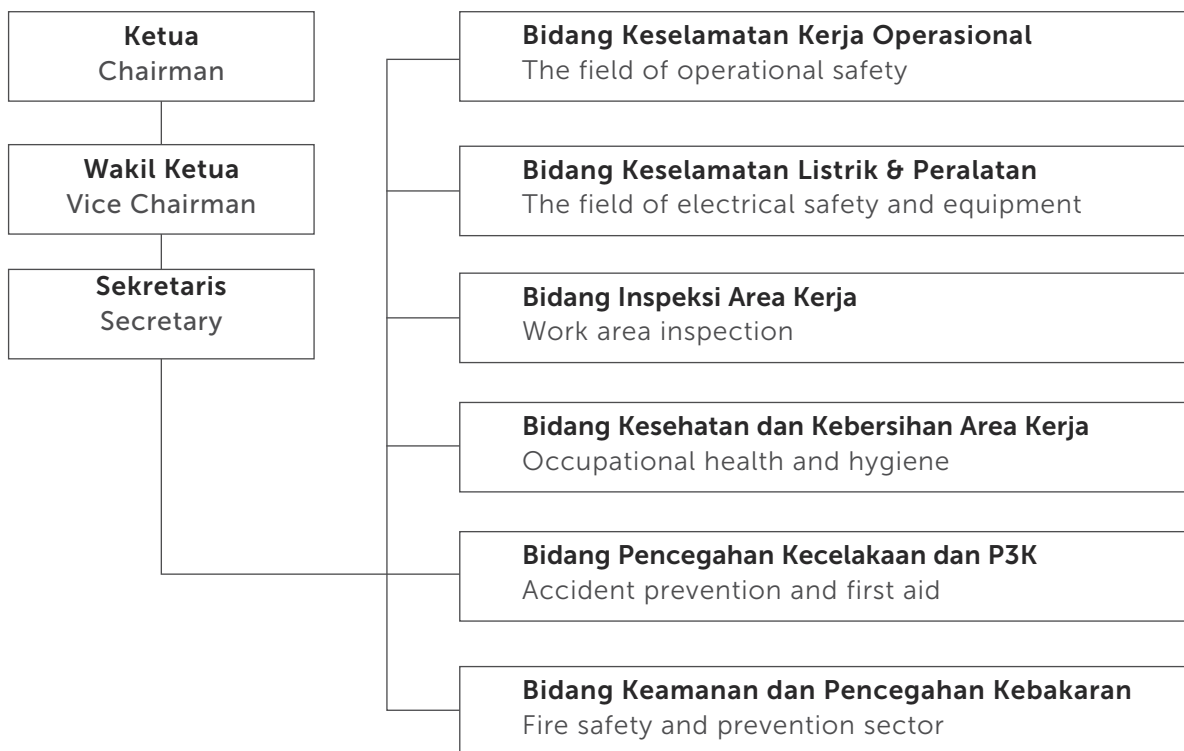 Ketua
Chairman
Wakil Ketua
Vice Chairman
Sekretaris
Secretary
Bidang Keselamatan Kerja Operasional
The field of operational safety
Bidang Keselamatan Listrik & Peralatan
The field of electrical safety and equipment
Bidang Inspeksi Area Kerja
Work area inspection
Bidang Kesehatan dan Kebersihan Area Kerja
Occupational health and hygiene
Bidang Pencegahan Kecelakaan dan P3K
Accident prevention and first aid
Bidang Keamanan dan Pencegahan Kebakaran
Fire safety and prevention sector